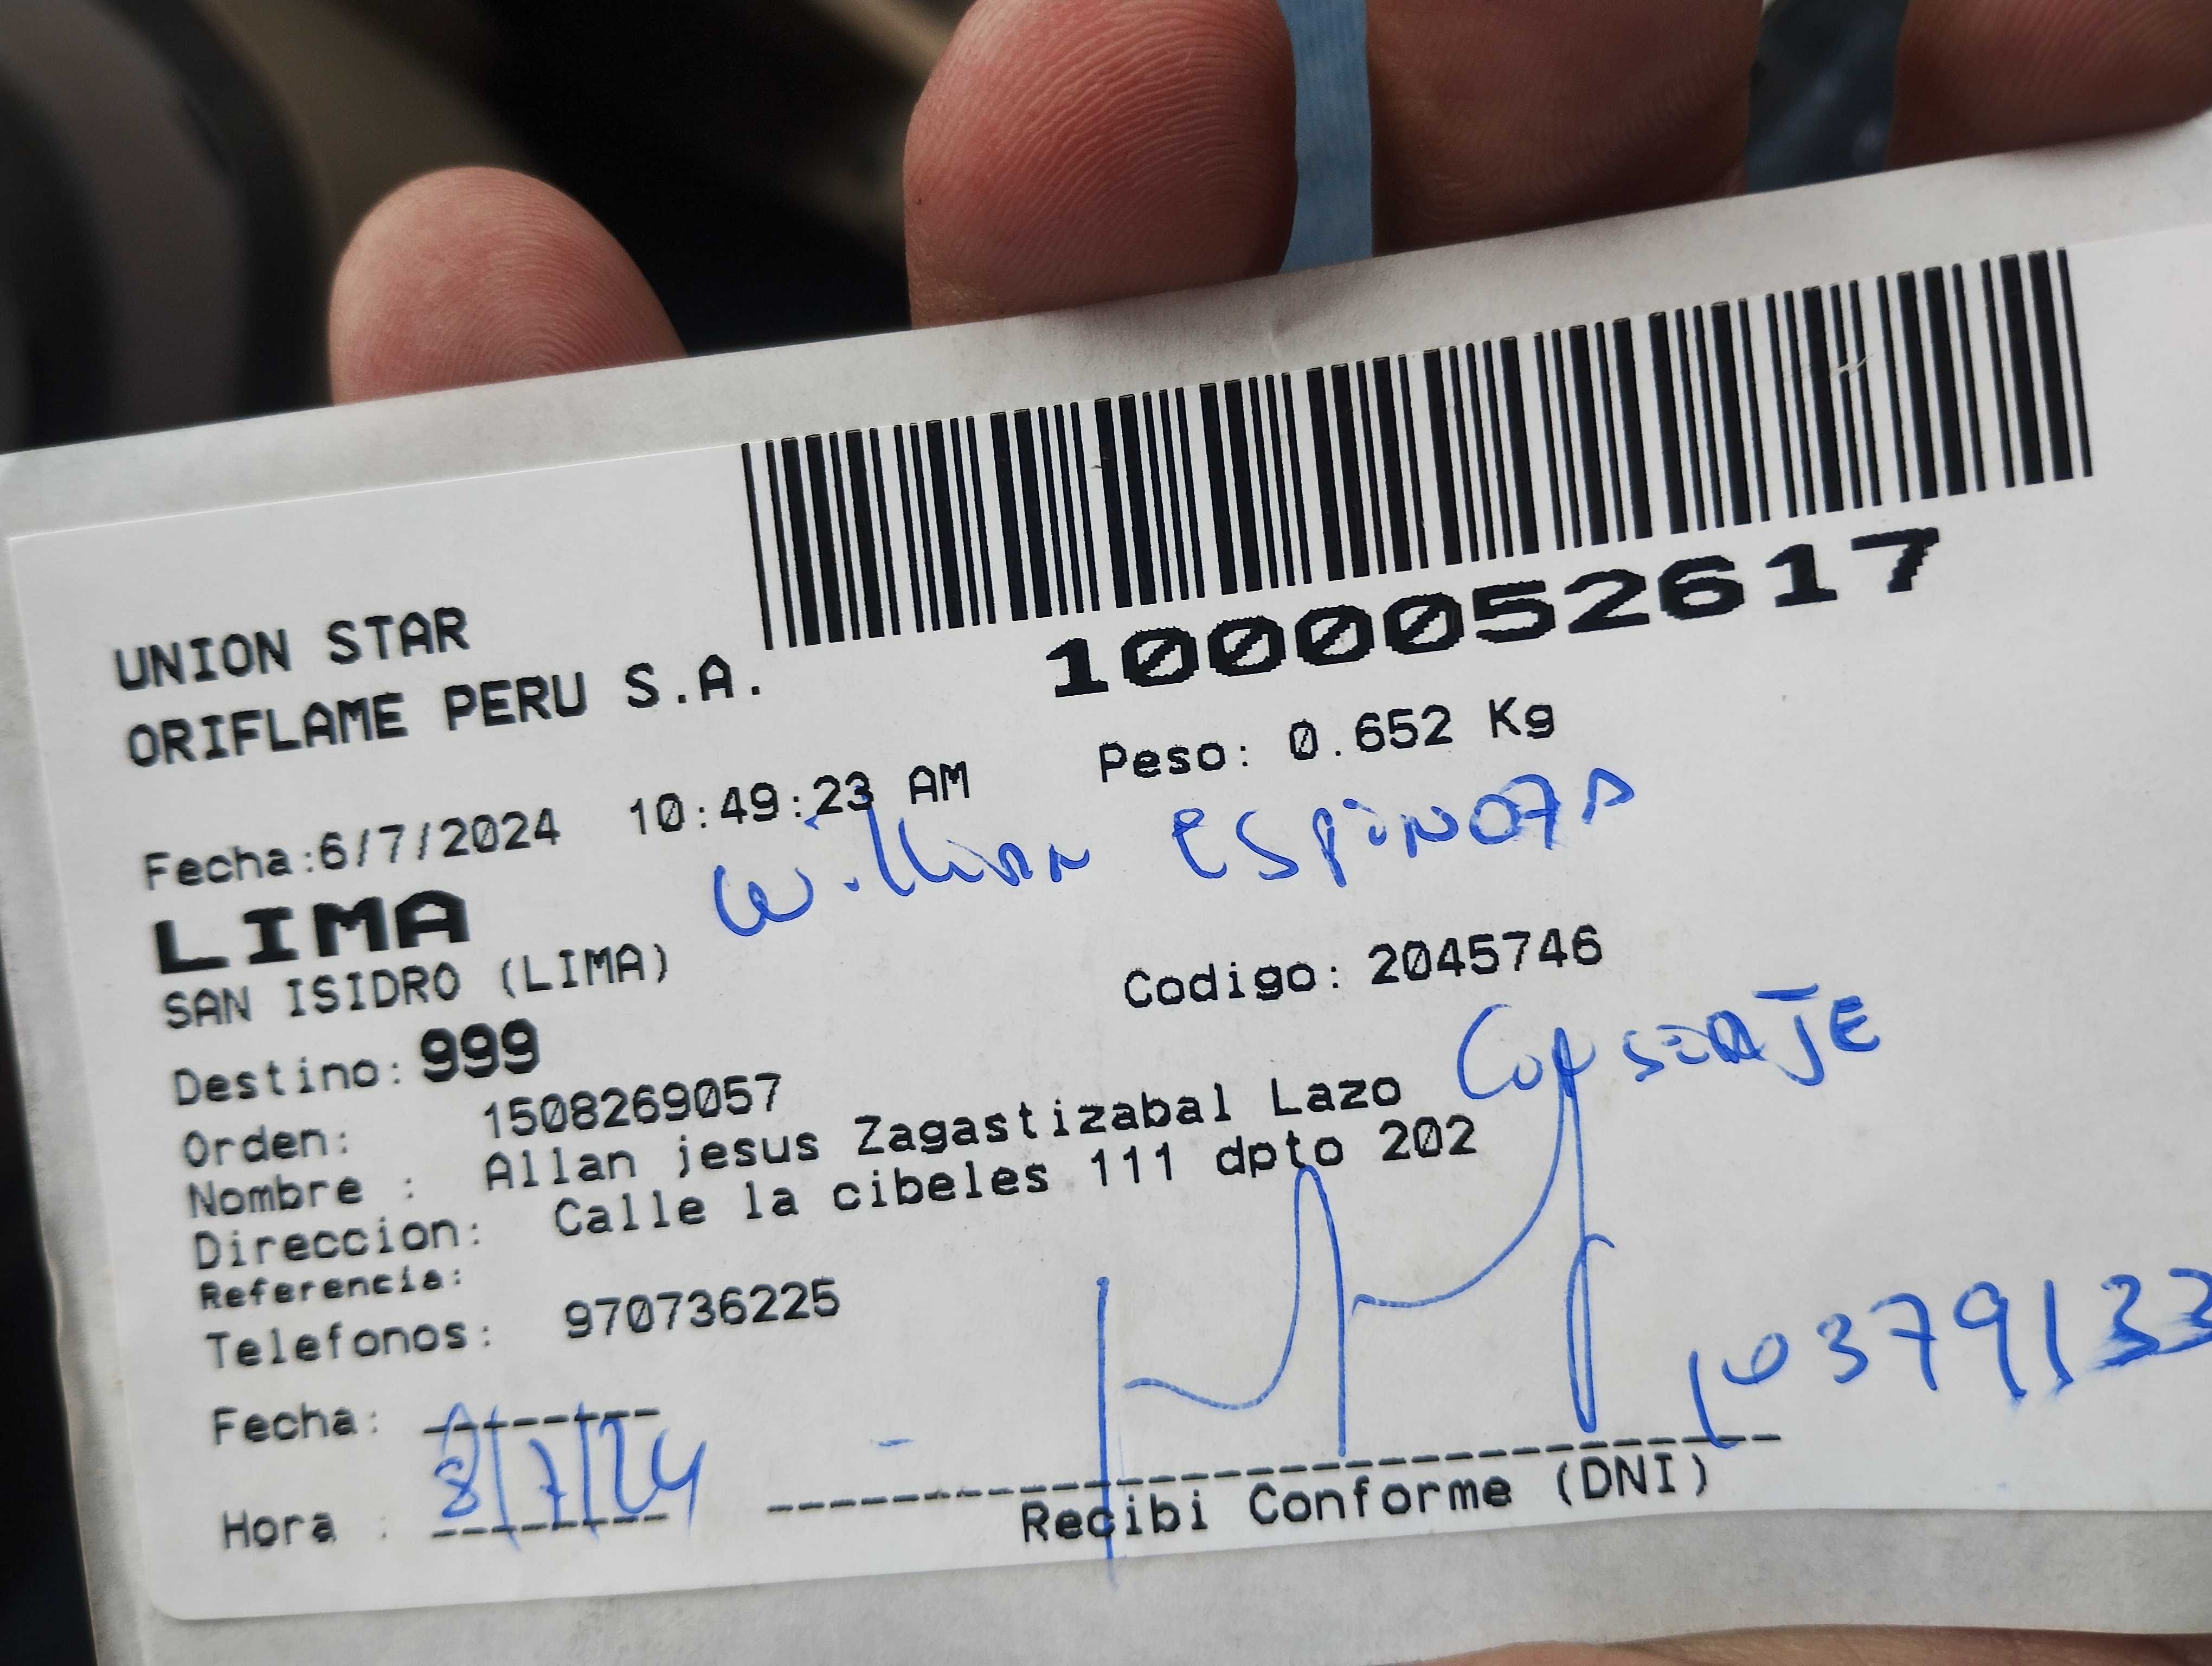 1000052617
UNION STAR
ORIFLAME PERU S.A.
Peso: 0.652 Kg
Fecha:6/7/2024 10:49:23 AM
Willian ESPINOZA
LIMA
SAN ISIDRO (LIMA)
Codigo: 2045746
Destino: 999
CONSERJE
Orden: 1508269057
Nombre : Allan jesus Zagastizabal Lazo
Direccion: Calle la cibeles 111 dpto 202
Referencia:
Telefonos: 970736225
10379133
Fecha:
8/7/24
Hora :
Recibi Conforme (DNI)